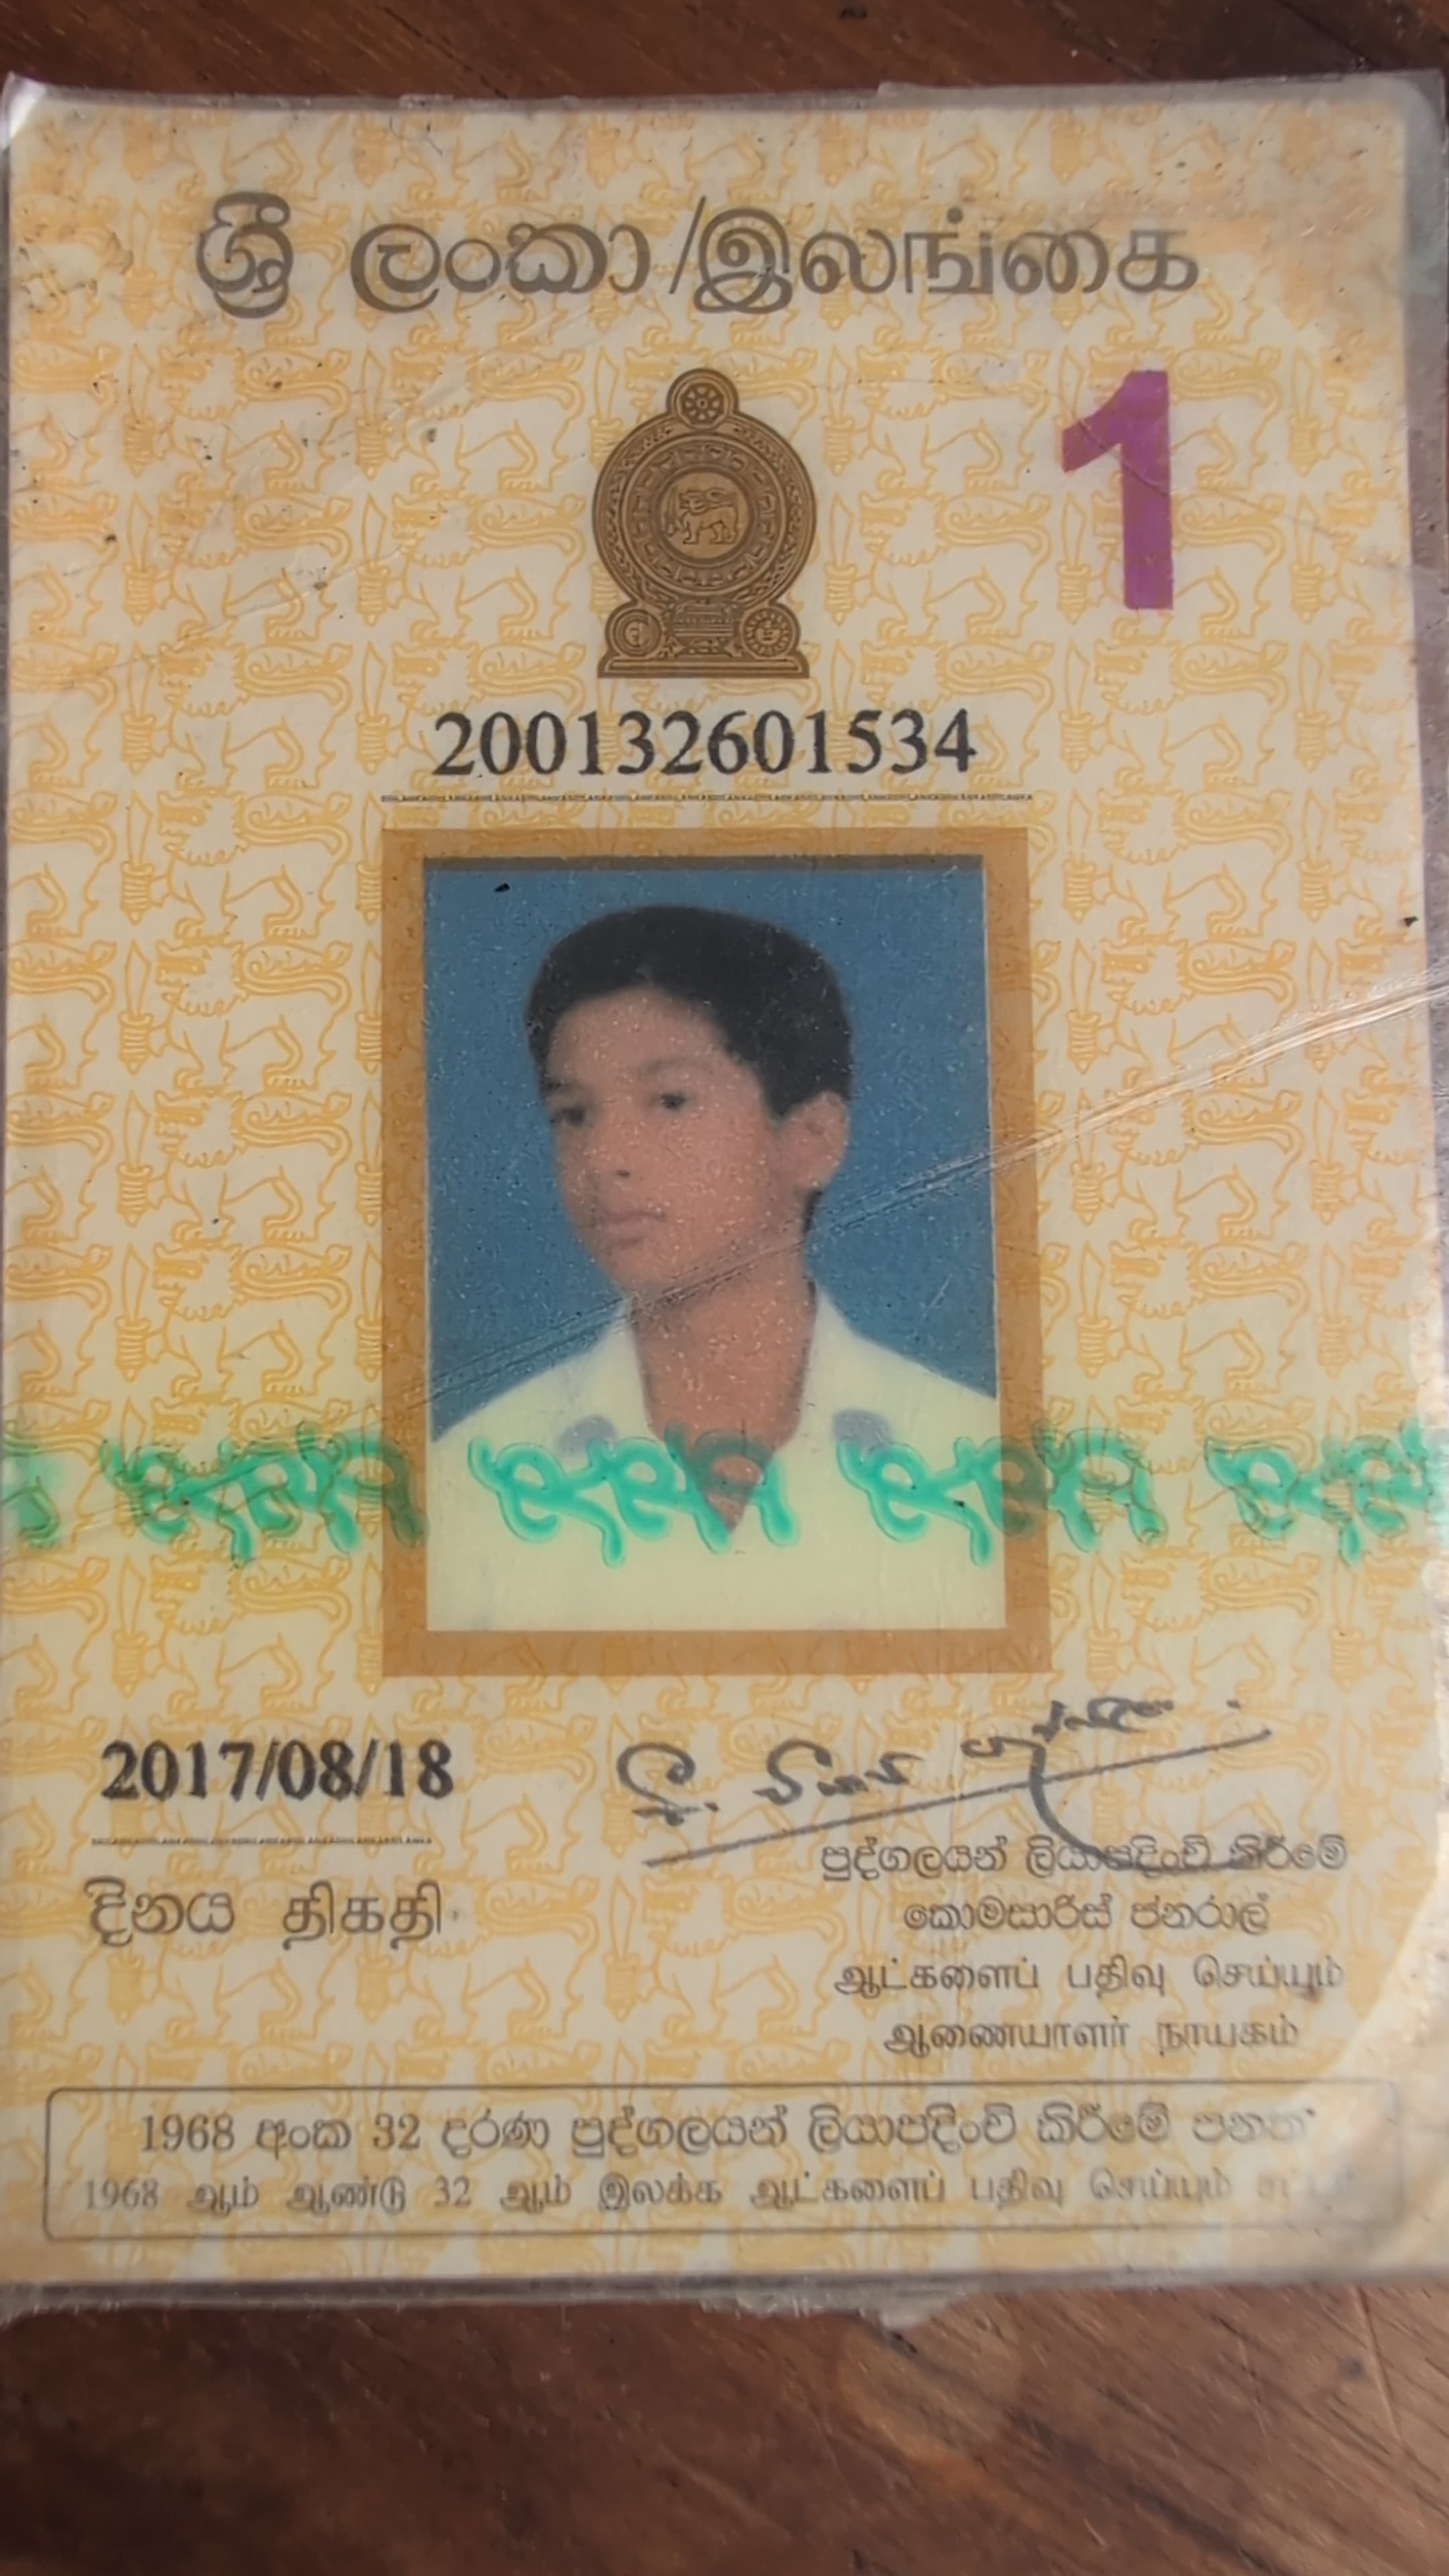 ශ්‍රී ලංකා/இலங்கை
1
200132601534
2017/08/18
දිනය திகதி
පුද්ගලයන් ලියාපදිංචි කිරීමේ
කොමසාරිස් ජනරාල්
ஆட்களைப் பதிவு செய்யும்
ஆணையாளர் நாயகம்
1968 අංක 32 දරණ පුද්ගලයන් ලියාපදිංචි කිරීමේ පනත
1968 ஆம் ஆண்டு 32 ஆம் இலக்க ஆட்களைப் பதிவு செய்யும்